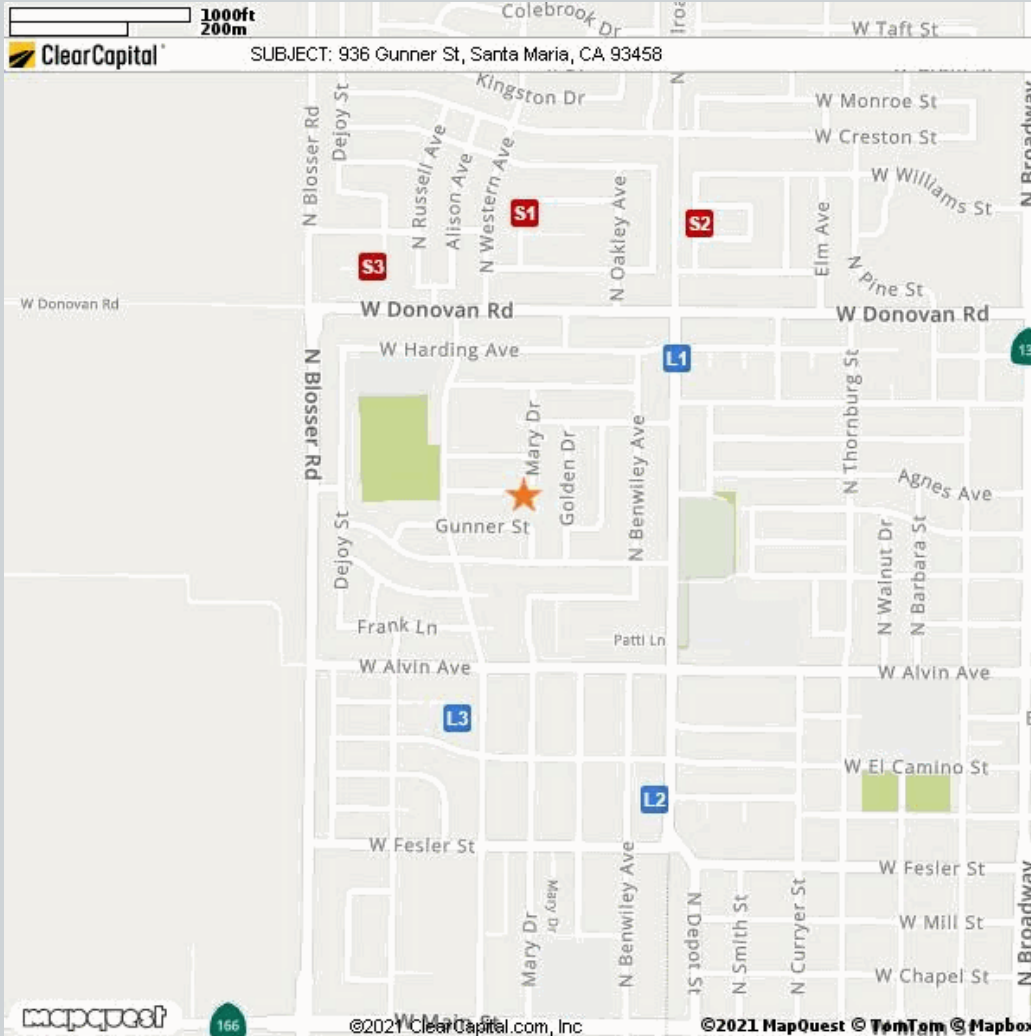 1000ft
200m
Colebrook Dr
W Taft St
ClearCapital
SUBJECT: 936 Gunner St, Santa Maria, CA 93458
Kingston Dr
N
W Monroe St
W Creston St
N Blosser Rd
Dejoy St
N Russell Ave
Alison Ave
N Western Ave
N Oakley Ave
W Williams St
Elm Ave
N Pine St
N Broadway
S1
S2
S3
W Donovan Rd
W Donovan Rd
W Donovan Rd
W Harding Ave
L1
13
N Blosser Rd
Mary Dr
Golden Dr
N Benwiley Ave
N Thornburg St
Agnes Ave
Gunner St
Dejoy St
N Walnut Dr
N Barbara St
Frank Ln
Patti Ln
W Alvin Ave
W Alvin Ave
L3
W El Camino St
L2
W Fesler St
W Fesler St
Mary Dr
Mary Dr
N Benwiley Ave
N Depot St
N Smith St
N Curryer St
W Mill St
W Chapel St
N Broadway
mapquest
166
W Main St
©2021 ClearCapital.com, Inc
©2021 MapQuest © TomTom © Mapbox